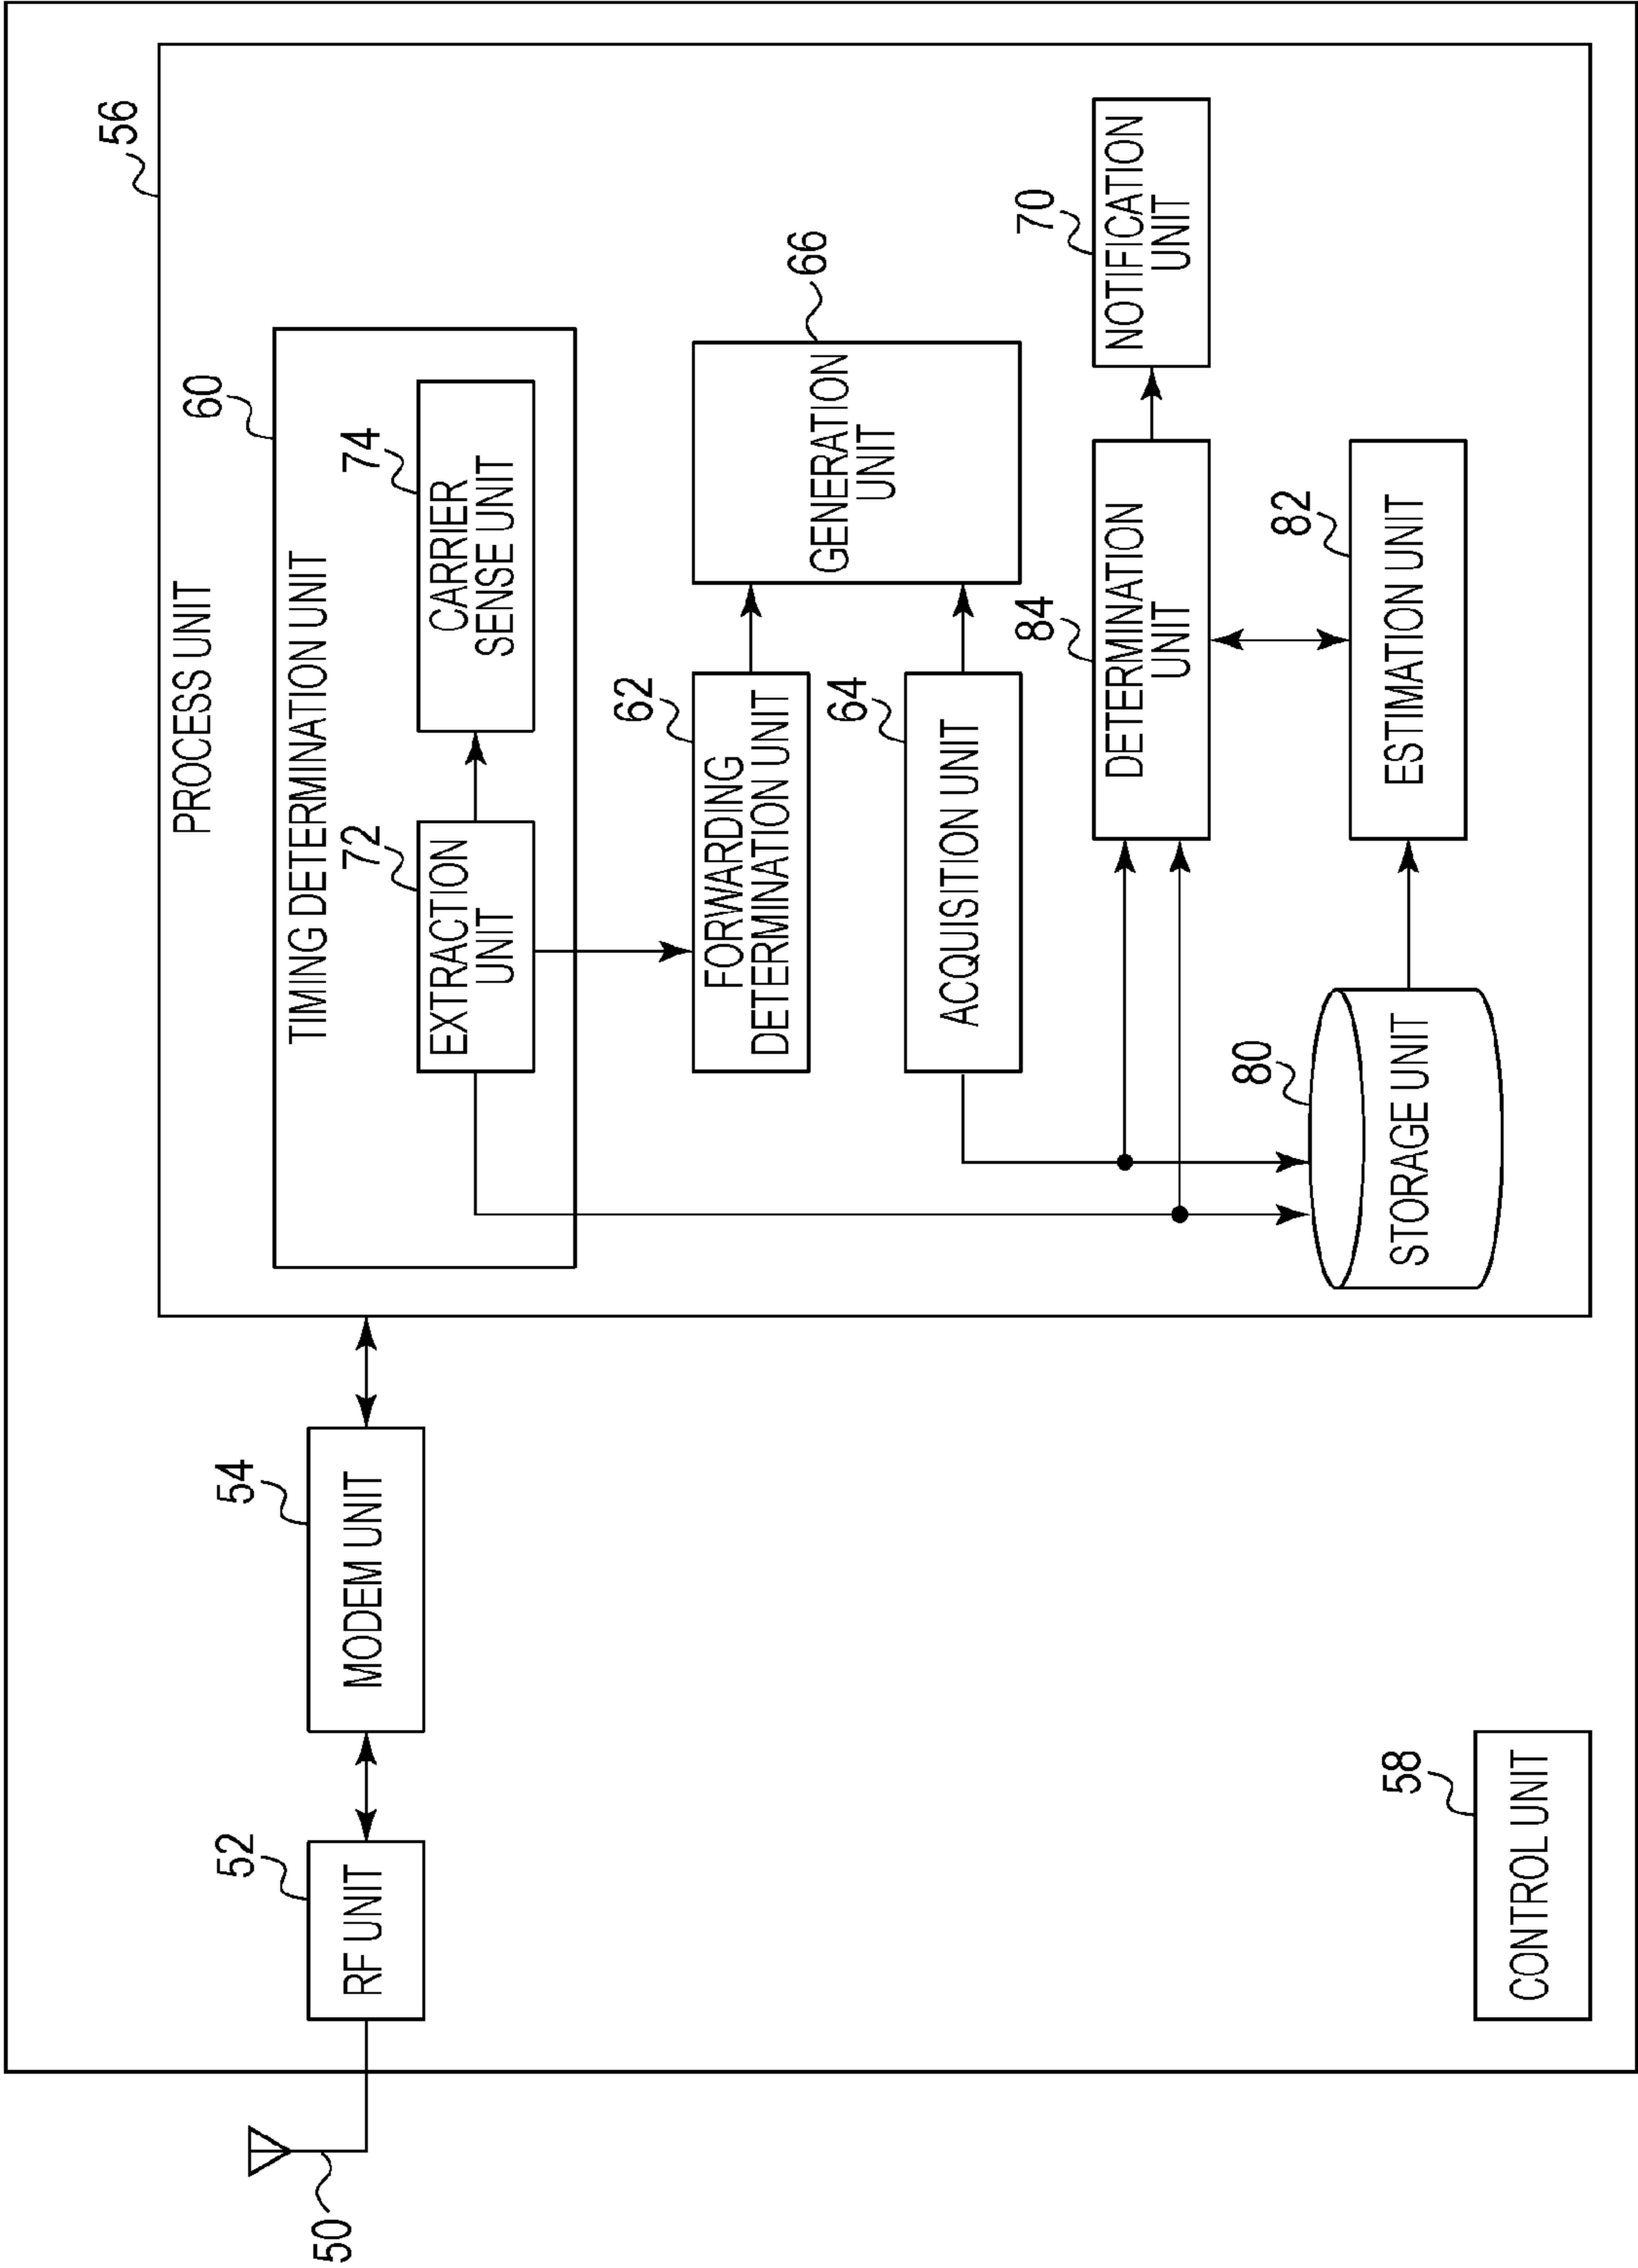 56
PROCESS UNIT
60
TIMING DETERMINATION UNIT
72
EXTRACTION
UNIT
74
CARRIER
SENSE UNIT
50
52
RF UNIT
54
MODEM UNIT
62
FORWARDING
DETERMINATION UNIT
66
GENERATION
UNIT
64
ACQUISITION UNIT
84
DETERMINATION
UNIT
70
NOTIFICATION
UNIT
80
STORAGE UNIT
82
ESTIMATION UNIT
58
CONTROL UNIT